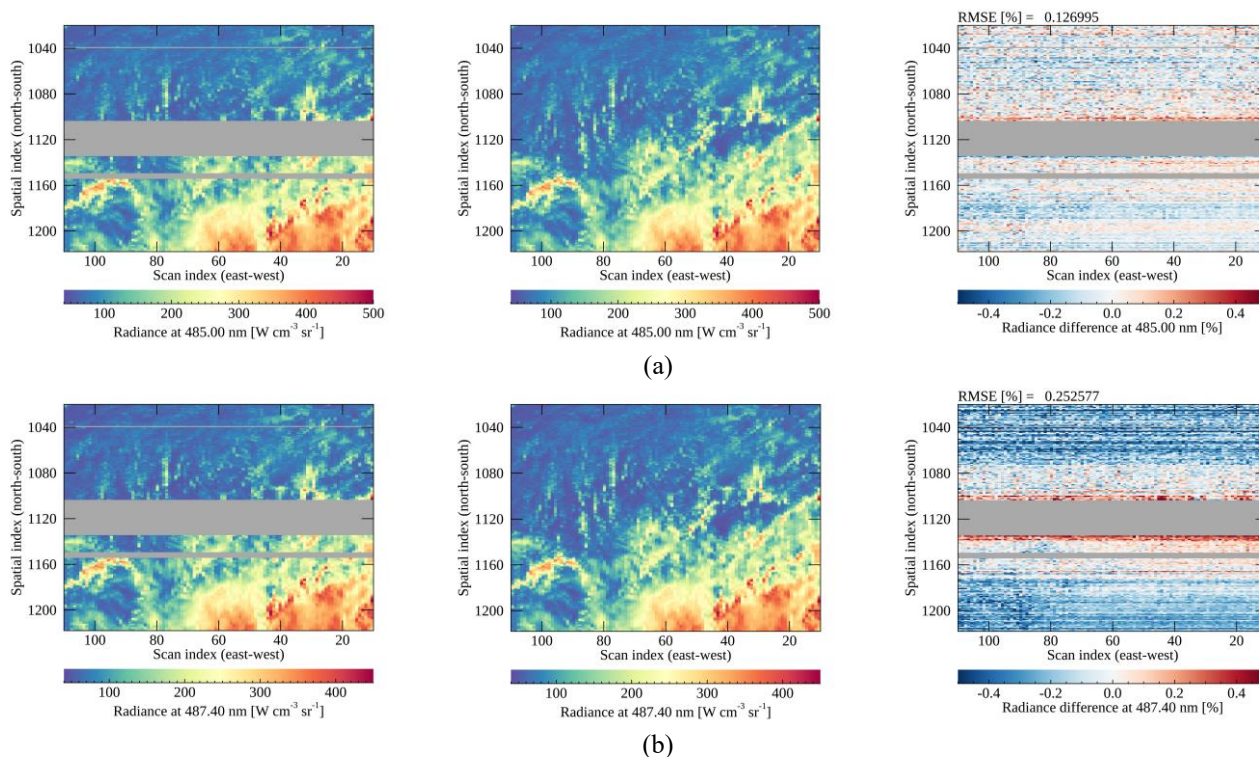 RMSE [%] = 0.126995
1040
1080
1120
1160
1200
Spatial index (north-south)
100 80 60 40 20
Scan index (east-west)
100 200 300 400 500
Radiance at 485.00 nm [W cm⁻³ sr⁻¹]
1040
1080
1120
1160
1200
Spatial index (north-south)
100 80 60 40 20
Scan index (east-west)
100 200 300 400 500
Radiance at 485.00 nm [W cm⁻³ sr⁻¹]
1040
1080
1120
1160
1200
Spatial index (north-south)
100 80 60 40 20
Scan index (east-west)
-0.4 -0.2 0.0 0.2 0.4
Radiance difference at 485.00 nm [%]
(a)
RMSE [%] = 0.252577
1040
1080
1120
1160
1200
Spatial index (north-south)
100 80 60 40 20
Scan index (east-west)
100 200 300 400
Radiance at 487.40 nm [W cm⁻³ sr⁻¹]
1040
1080
1120
1160
1200
Spatial index (north-south)
100 80 60 40 20
Scan index (east-west)
100 200 300 400
Radiance at 487.40 nm [W cm⁻³ sr⁻¹]
1040
1080
1120
1160
1200
Spatial index (north-south)
100 80 60 40 20
Scan index (east-west)
-0.4 -0.2 0.0 0.2 0.4
Radiance difference at 487.40 nm [%]
(b)